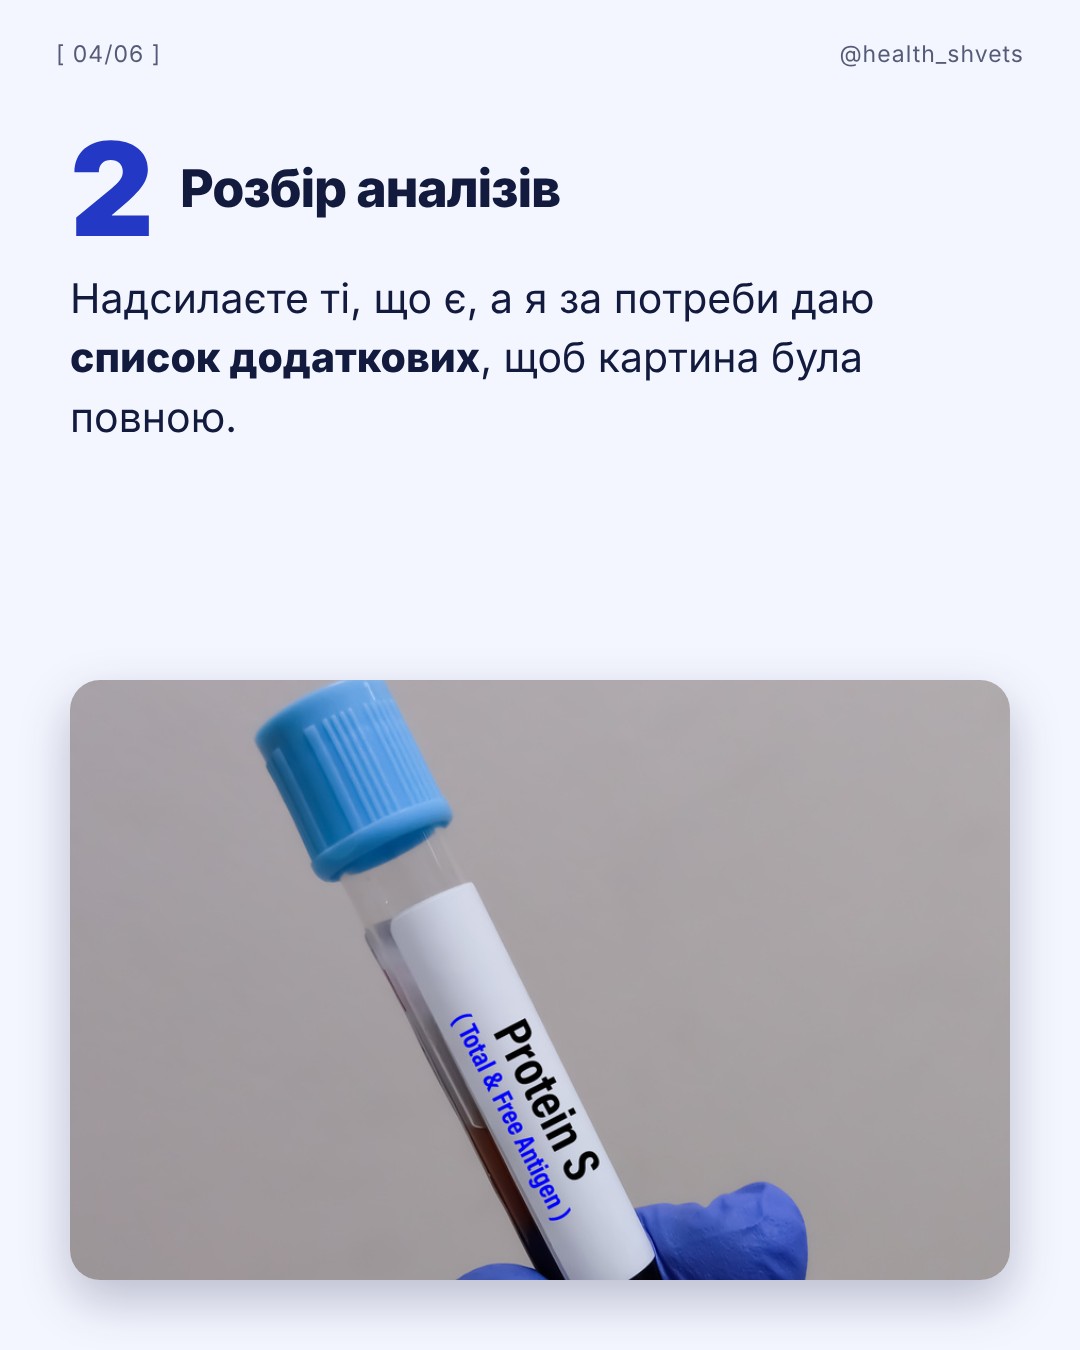 [ 04/06 ]
@health_shvets
2 Розбір аналізів
Надсилаєте ті, що є, а я за потреби даю
список додаткових, щоб картина була
повною.
Protein S
( Total & Free Antigen )